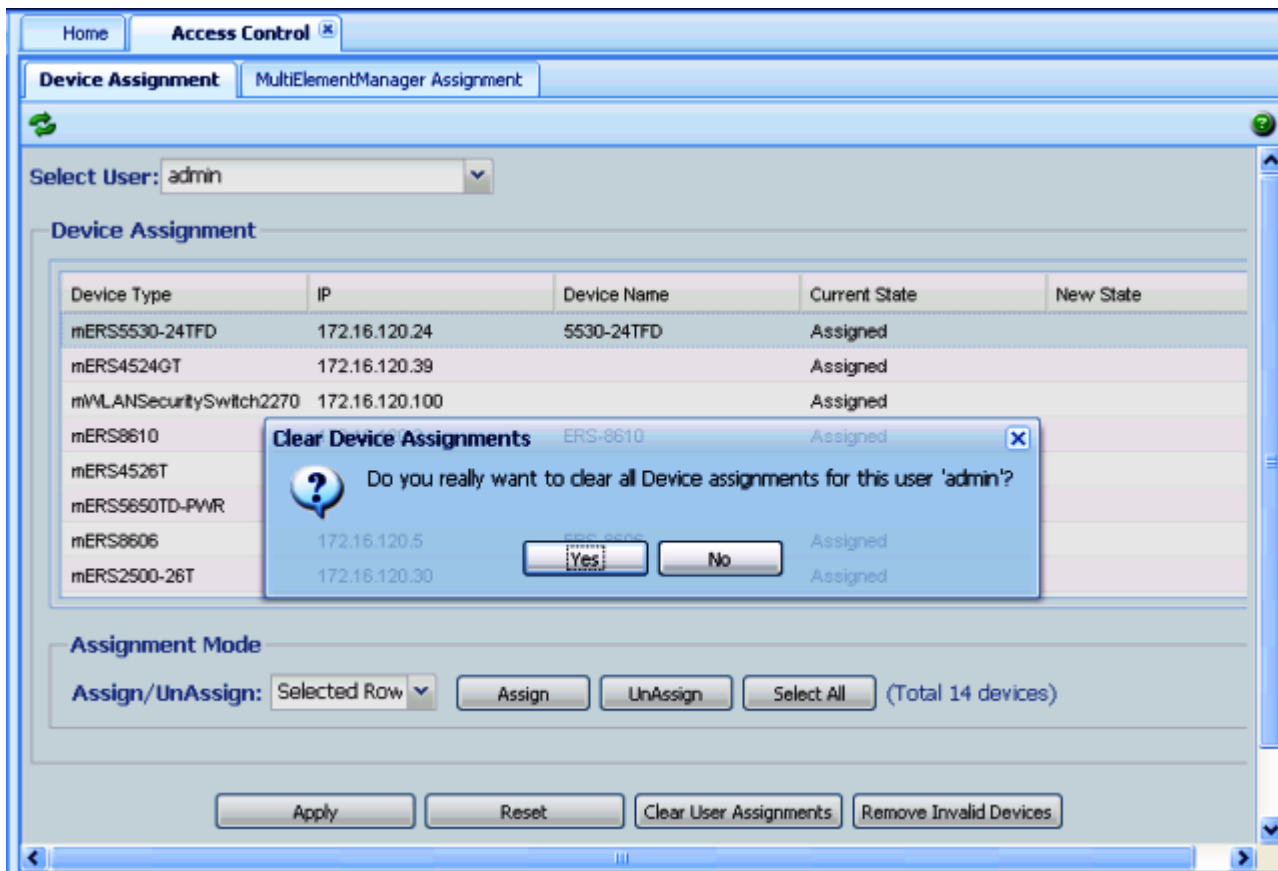 Home Access Control
Device Assignment MultiElementManager Assignment
Select User: admin
Device Assignment
Device Type IP Device Name Current State New State
mERS5530-24TFD 172.16.120.24 5530-24TFD Assigned
mERS4524GT 172.16.120.39 Assigned
mWLANSecuritySwitch2270 172.16.120.100 Assigned
mERS8610 ERS-8610 Assigned
Clear Device Assignments
Do you really want to clear all Device assignments for this user 'admin'?
Yes No
mERS4526T
mERS5650TD-PWR
mERS8606 172.16.120.5 ERS-8606 Assigned
mERS2500-26T 172.16.120.30 Assigned
Assignment Mode
Assign/UnAssign: Selected Row Assign UnAssign Select All (Total 14 devices)
Apply Reset Clear User Assignments Remove Invalid Devices